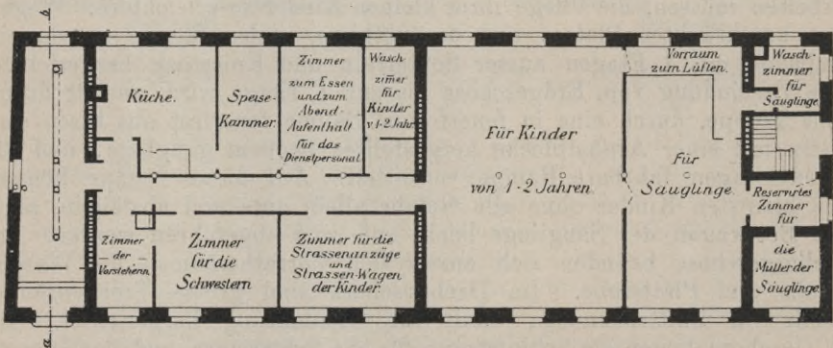 b
Küche.
Speise-
Kammer.
Zimmer
zum Essen
und zum
Abend-
Aufenthalt
für das
Dienstpersonal.
Wasch-
zimer
für
Kinder
v. 1-2 Jahr.
Für Kinder
von 1-2 Jahren.
Vorraum
zum Lüften.
Für
Säuglinge.
Wasch-
zimmer
für
Säuglinge.
Reservirtes
Zimmer
für
die
Mütter der
Säuglinge
Zimmer
der
Vorstehern.
Zimmer
für die
Schwestern
Zimmer für die
Strassenanzüge
und
Strassen-Wagen
der Kinder.
a